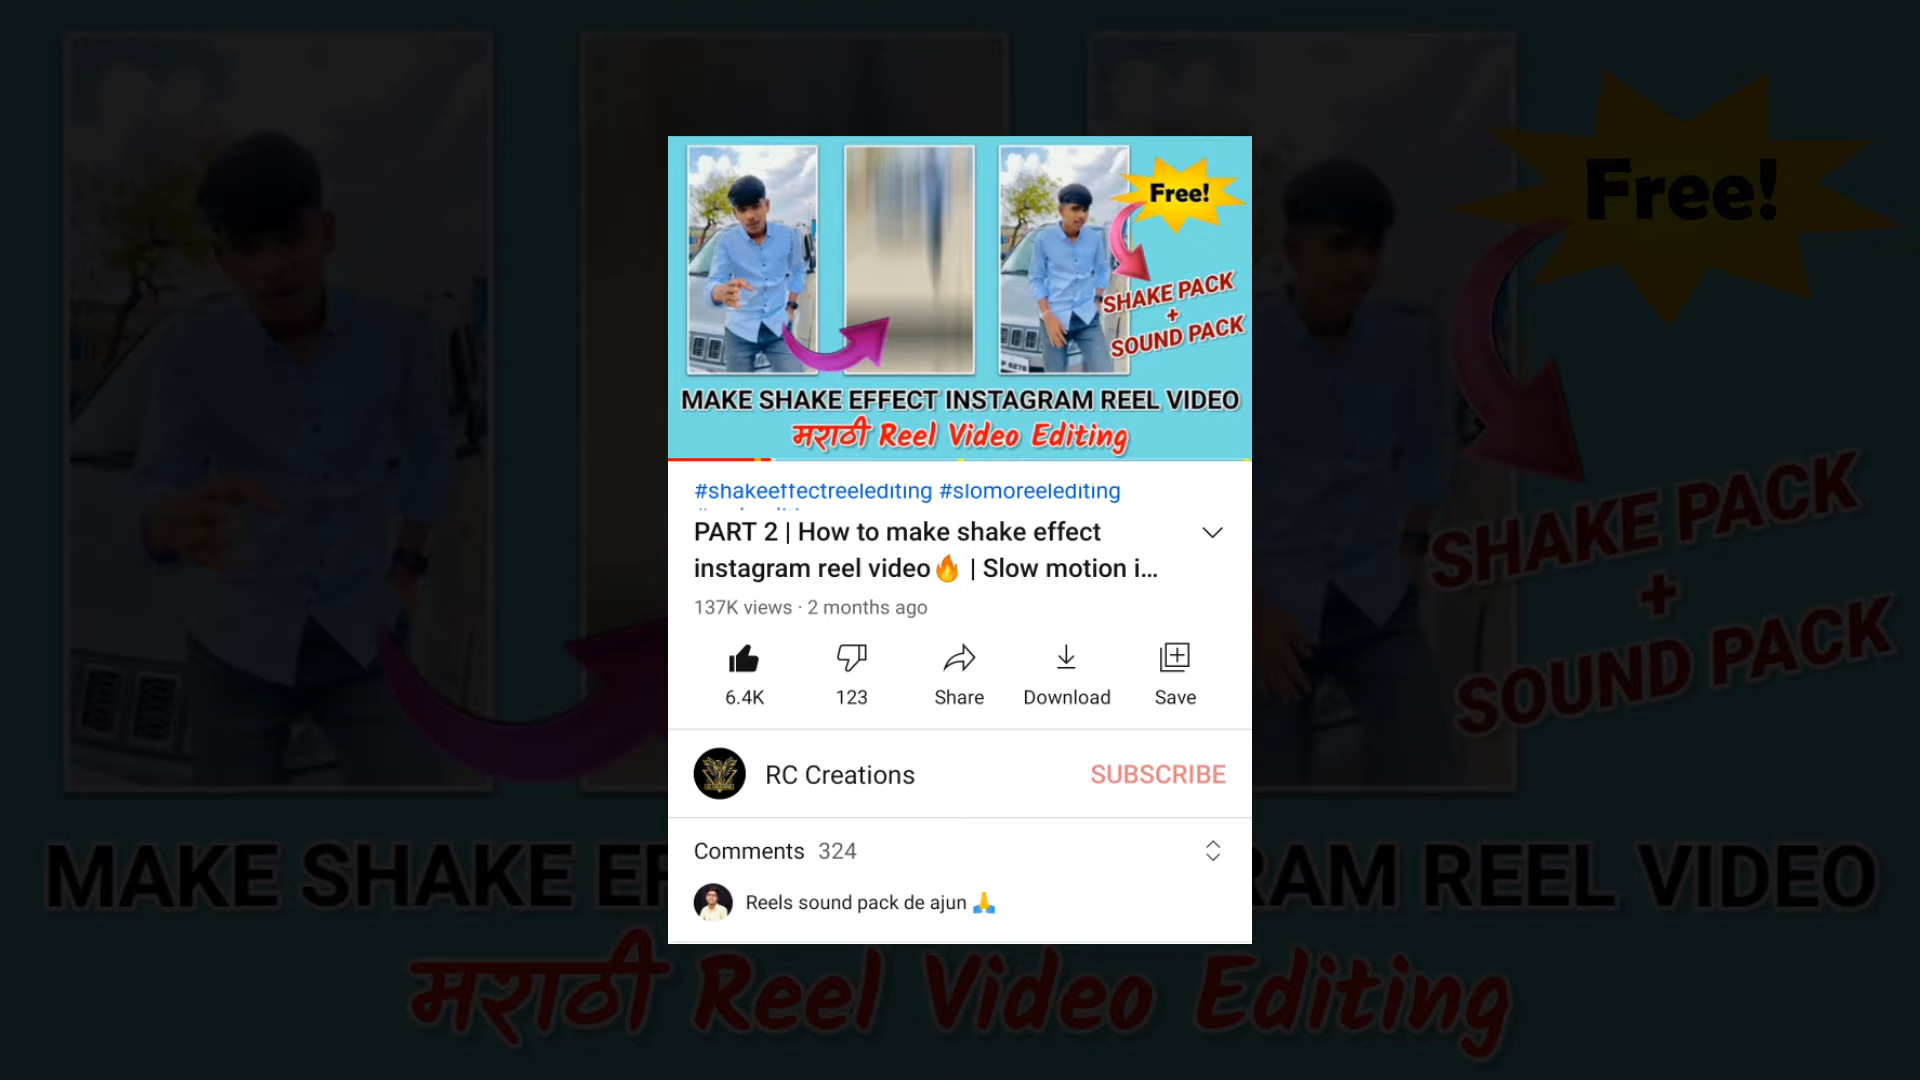 Free!
SHAKE PACK
+
SOUND PACK
MAKE SHAKE EFFECT INSTAGRAM REEL VIDEO
मराठी Reel Video Editing
#shakeeffectreelediting #slomoreelediting
PART 2 | How to make shake effect
instagram reel video🔥 | Slow motion i...
137K views · 2 months ago
6.4K 123 Share Download Save
RC Creations SUBSCRIBE
Comments 324
Reels sound pack de ajun 🙏
Free!
SHAKE PACK
+
SOUND PACK
MAKE SHAKE EF RAM REEL VIDEO
मराठी Reel Video Editing